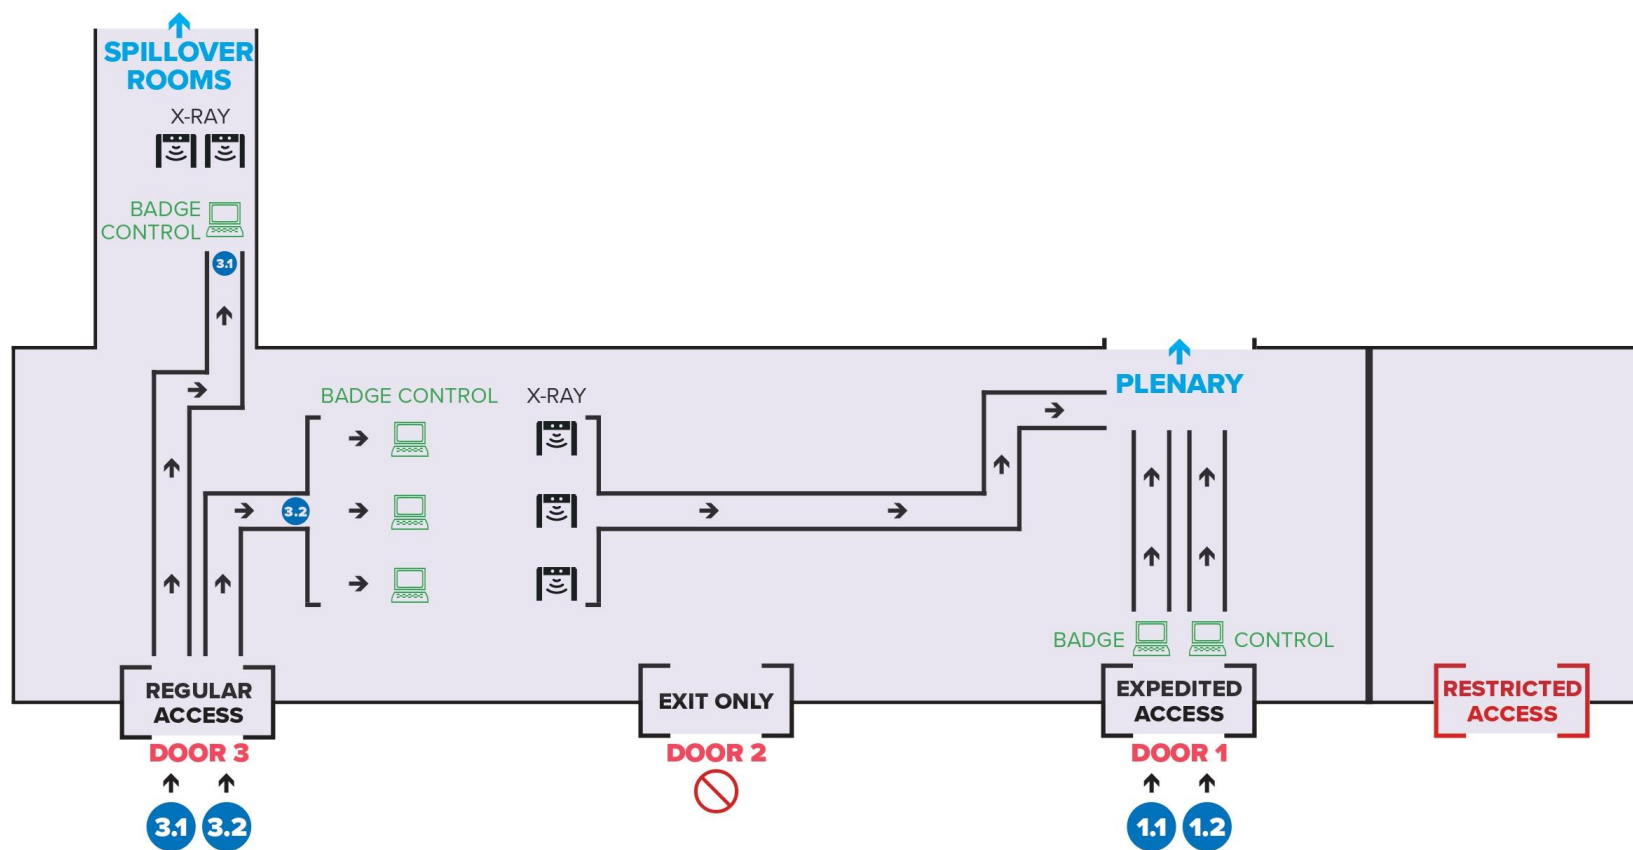 SPILLOVER
ROOMS
X-RAY
BADGE
CONTROL
3.1
PLENARY
BADGE CONTROL
X-RAY
3.2
BADGE
CONTROL
REGULAR
ACCESS
EXIT ONLY
EXPEDITED
ACCESS
RESTRICTED
ACCESS
DOOR 3
DOOR 2
DOOR 1
3.1
3.2
1.1
1.2